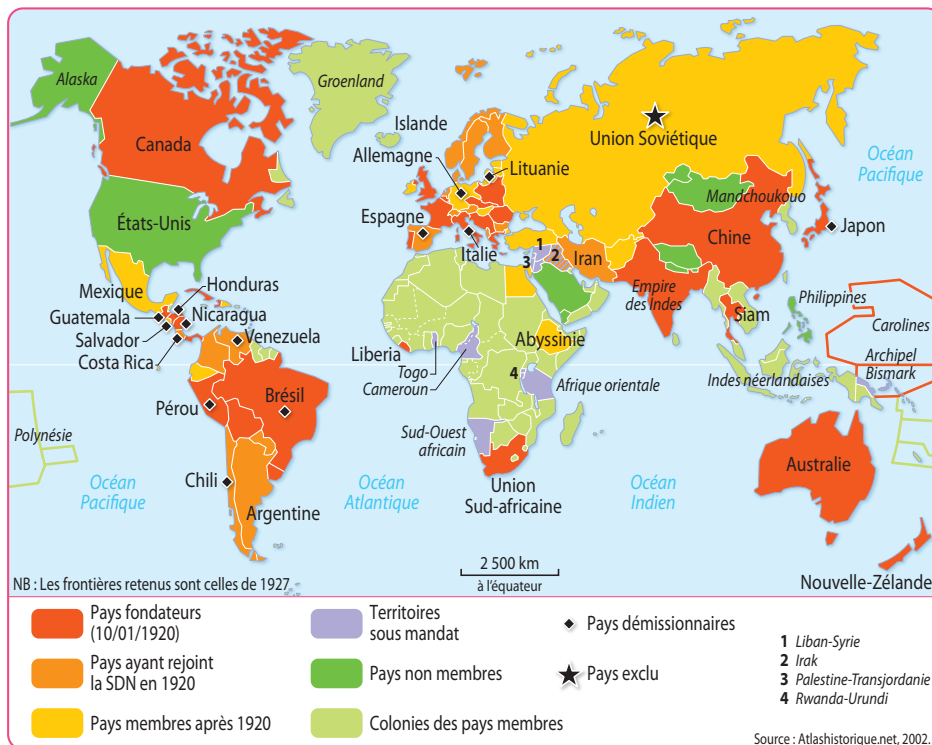 Alaska
Groenland
Canada
Islande
Allemagne
Lituanie
Union Soviétique
Océan
Pacifique
États-Unis
Espagne
Italie
Mandchoukouo
Chine
Japon
1
2
3
Iran
Mexique
Honduras
Guatemala
Nicaragua
Salvador
Venezuela
Costa Rica
Empire
des Indes
Siam
Philippines
Carolines
Archipel
Bismark
Liberia
Togo
Cameroun
Abyssinie
4
Afrique orientale
Indes néerlandaises
Pérou
Brésil
Polynésie
Sud-Ouest
africain
Australie
Océan
Pacifique
Chili
Océan
Atlantique
Océan
Indien
Argentine
Union
Sud-africaine
2 500 km
à l'équateur
NB : Les frontières retenus sont celles de 1927.
Nouvelle-Zélande
Pays fondateurs
(10/01/1920)
Pays ayant rejoint
la SDN en 1920
Pays membres après 1920
Territoires
sous mandat
Pays non membres
Colonies des pays membres
Pays démissionnaires
Pays exclu
1 Liban-Syrie
2 Irak
3 Palestine-Transjordanie
4 Rwanda-Urundi
Source : Atlashistorique.net, 2002.